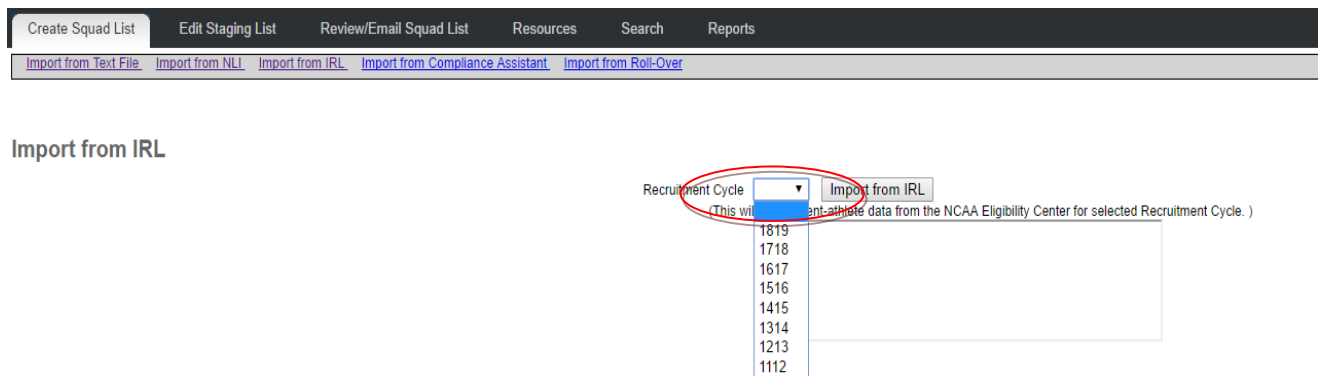 Create Squad List Edit Staging List Review/Email Squad List Resources Search Reports
Import from Text File Import from NLI Import from IRL Import from Compliance Assistant Import from Roll-Over
Import from IRL
Recruitment Cycle Import from IRL
(This will ent-athlete data from the NCAA Eligibility Center for selected Recruitment Cycle. )
1819
1718
1617
1516
1415
1314
1213
1112